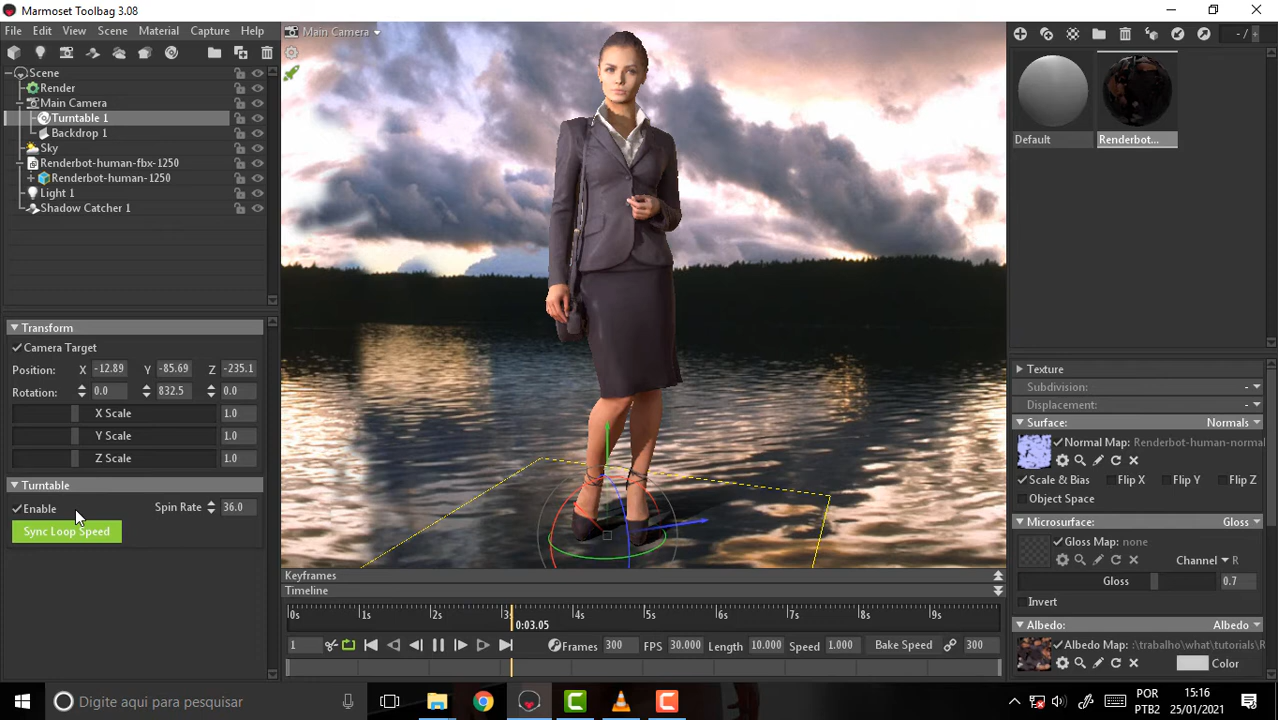 Marmoset Toolbag 3.08
File Edit View Scene Material Capture Help
Main Camera
- /
Scene
Render
Main Camera
Turntable 1
Backdrop 1
Sky
Renderbot-human-fbx-1250
Renderbot-human-1250
Light 1
Shadow Catcher 1
Default
Renderbot...
Transform
Camera Target
Position: X -12.89 Y -85.69 Z -235.1
Rotation: 0.0 832.5 0.0
X Scale 1.0
Y Scale 1.0
Z Scale 1.0
Turntable
Enable Spin Rate 36.0
Sync Loop Speed
Texture
Subdivision: -
Displacement: -
Surface: Normals
Normal Map: Renderbot-human-normal
Scale & Bias Flip X Flip Y Flip Z
Object Space
Microsurface: Gloss
Gloss Map: none
Channel R
Gloss 0.7
Invert
Albedo: Albedo
Albedo Map: :\trabalho\what\tutorials\R
Color
Keyframes
Timeline
0s 1s 2s 3s 4s 5s 6s 7s 8s 9s
0:03.05
1 Frames 300 FPS 30.000 Length 10.000 Speed 1.000 Bake Speed 300
Digite aqui para pesquisar
POR
PTB2
15:16
25/01/2021